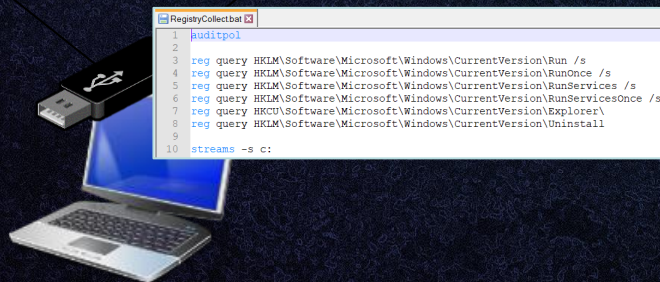 RegistryCollect.bat
1 auditpol
2
3 reg query HKLM\Software\Microsoft\Windows\CurrentVersion\Run /s
4 reg query HKLM\Software\Microsoft\Windows\CurrentVersion\RunOnce /s
5 reg query HKLM\Software\Microsoft\Windows\CurrentVersion\RunServices /s
6 reg query HKLM\Software\Microsoft\Windows\CurrentVersion\RunServicesOnce /s
7 reg query HKCU\Software\Microsoft\Windows\CurrentVersion\Explorer\
8 reg query HKLM\Software\Microsoft\Windows\CurrentVersion\Uninstall
9
10 streams -s c: